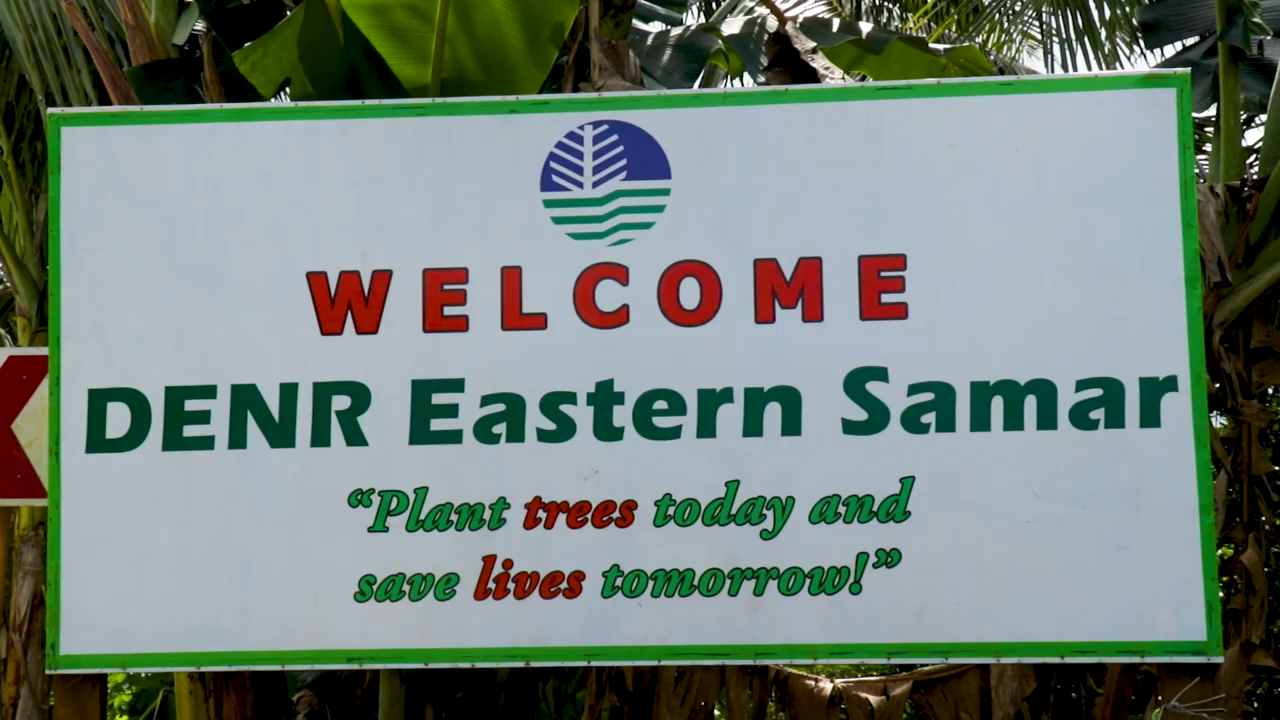 WELCOME
DENR Eastern Samar
“Plant trees today and
save lives tomorrow!”